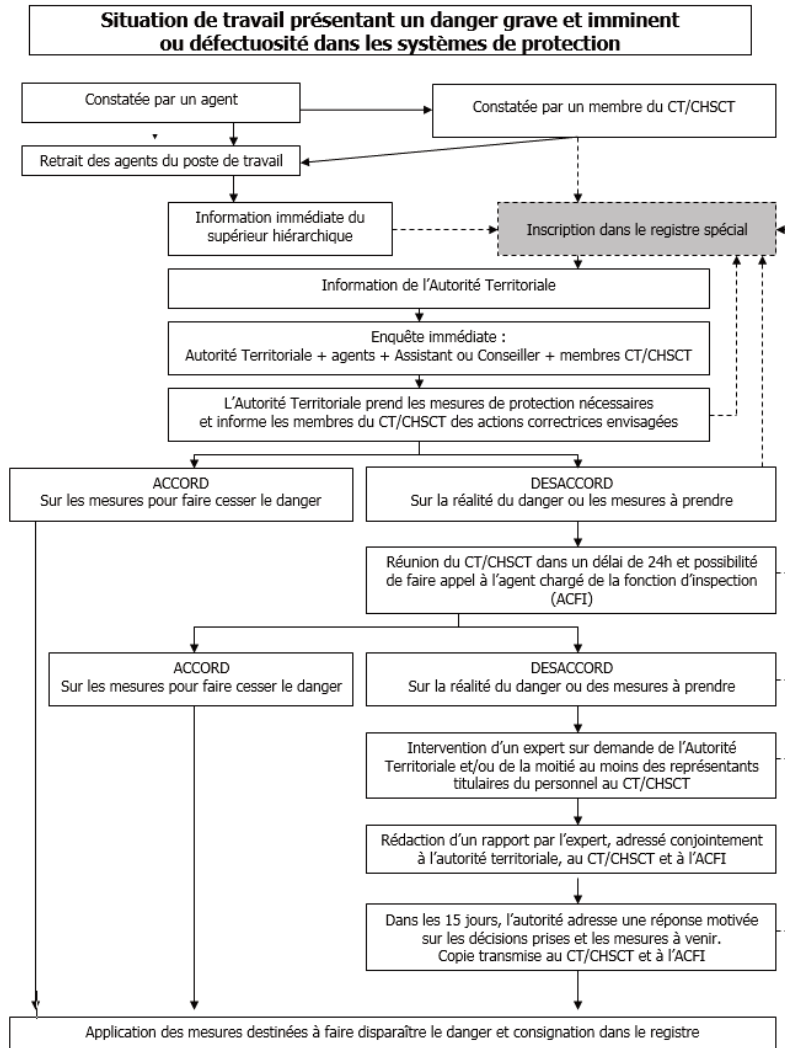 Situation de travail présentant un danger grave et imminent
ou défectuosité dans les systèmes de protection
Constatée par un agent
Constatée par un membre du CT/CHSCT
Retrait des agents du poste de travail
Information immédiate du
supérieur hiérarchique
Inscription dans le registre spécial
Information de l'Autorité Territoriale
Enquête immédiate :
Autorité Territoriale + agents + Assistant ou Conseiller + membres CT/CHSCT
L'Autorité Territoriale prend les mesures de protection nécessaires
et informe les membres du CT/CHSCT des actions correctrices envisagées
ACCORD
Sur les mesures pour faire cesser le danger
DESACCORD
Sur la réalité du danger ou les mesures à prendre
Réunion du CT/CHSCT dans un délai de 24h et possibilité
de faire appel à l'agent chargé de la fonction d'inspection
(ACFI)
ACCORD
Sur les mesures pour faire cesser le danger
DESACCORD
Sur la réalité du danger ou des mesures à prendre
Intervention d'un expert sur demande de l'Autorité
Territoriale et/ou de la moitié au moins des représentants
titulaires du personnel au CT/CHSCT
Rédaction d'un rapport par l'expert, adressé conjointement
à l'autorité territoriale, au CT/CHSCT et à l'ACFI
Dans les 15 jours, l'autorité adresse une réponse motivée
sur les décisions prises et les mesures à venir.
Copie transmise au CT/CHSCT et à l'ACFI
Application des mesures destinées à faire disparaître le danger et consignation dans le registre